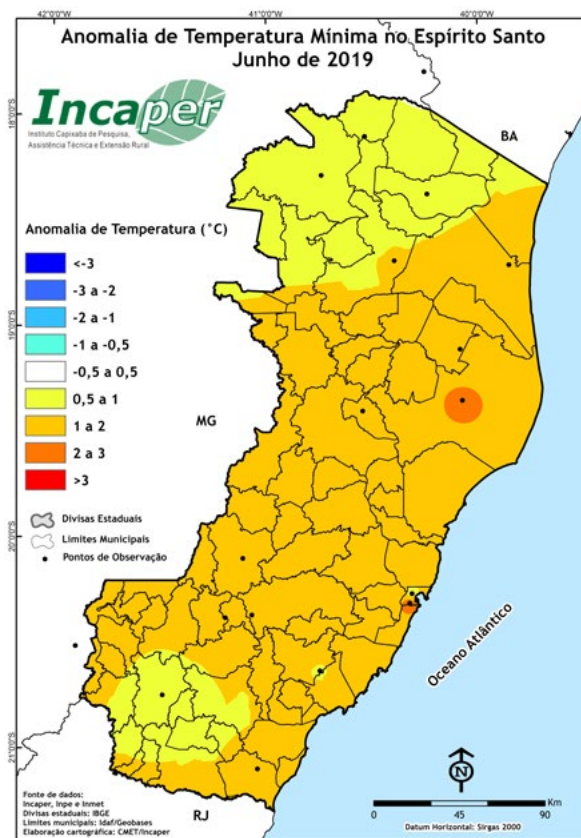 42°0'0"S
41°0'0"S
40°0'0"S
Anomalia de Temperatura Mínima no Espírito Santo
Junho de 2019
18°0'0"S
Incaper
Instituto Capixaba de Pesquisa,
Assistência Técnica e Extensão Rural
BA
Anomalia de Temperatura (°C)
<-3
-3 a -2
-2 a -1
-1 a -0,5
-0,5 a 0,5
0,5 a 1
1 a 2
2 a 3
>3
19°0'0"S
MG
Divisas Estaduais
Limites Municipais
Pontos de Observação
20°0'0"S
Oceano Atlântico
21°0'0"S
N
Fonte de dados:
Incaper, Inpe e Inmet
Divisas estaduais: IBGE
Limites municipais: Idaf/Geobases
Elaboração cartográfica: CMET/Incaper
RJ
Km
0 45 90
Datum Horizontal: Sirgas 2000